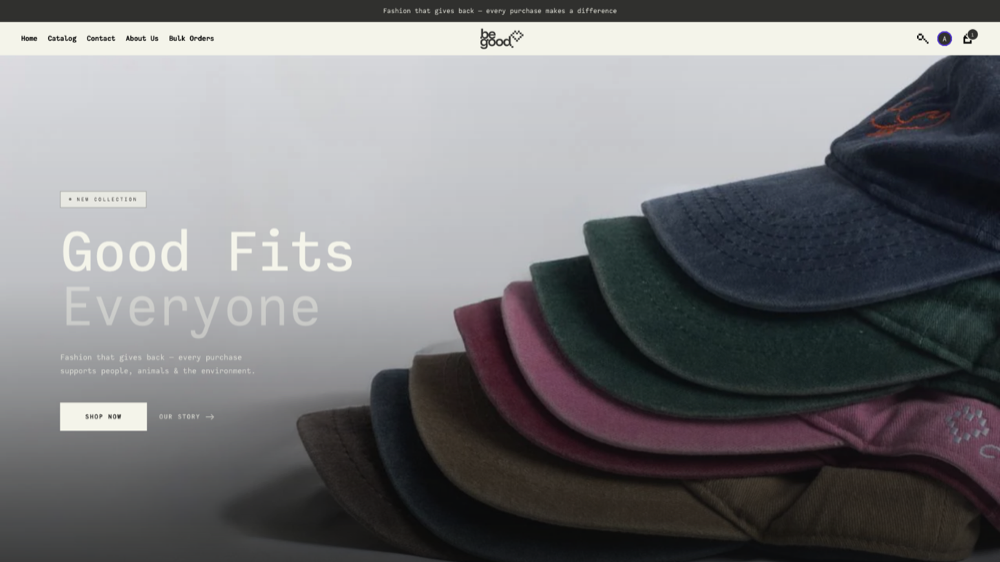 Fashion that gives back — every purchase makes a difference
Home Catalog Contact About Us Bulk Orders
be
good
A
1
NEW COLLECTION
Good Fits
Everyone
Fashion that gives back — every purchase
supports people, animals & the environment.
SHOP NOW
OUR STORY →